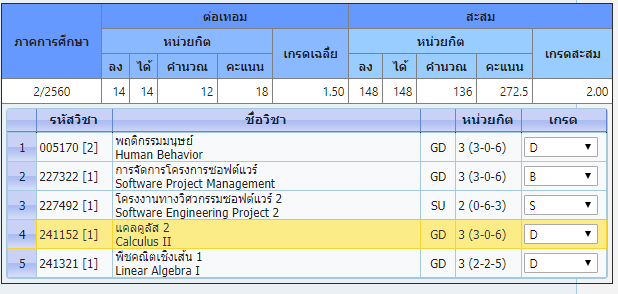 ภาคการศึกษา ต่อเทอม สะสม
หน่วยกิต เกรดเฉลี่ย หน่วยกิต เกรดสะสม
ลง ได้ คำนวณ คะแนน ลง ได้ คำนวณ คะแนน
2/2560 14 14 12 18 1.50 148 148 136 272.5 2.00
รหัสวิชา ชื่อวิชา หน่วยกิต เกรด
1 005170 [2] พฤติกรรมมนุษย์ GD 3 (3-0-6) D
Human Behavior
2 227322 [1] การจัดการโครงการซอฟต์แวร์ GD 3 (3-0-6) B
Software Project Management
3 227492 [1] โครงงานทางวิศวกรรมซอฟต์แวร์ 2 SU 2 (0-6-3) S
Software Engineering Project 2
4 241152 [1] แคลคูลัส 2 GD 3 (3-0-6) D
Calculus II
5 241321 [1] พีชคณิตเชิงเส้น 1 GD 3 (2-2-5) D
Linear Algebra I